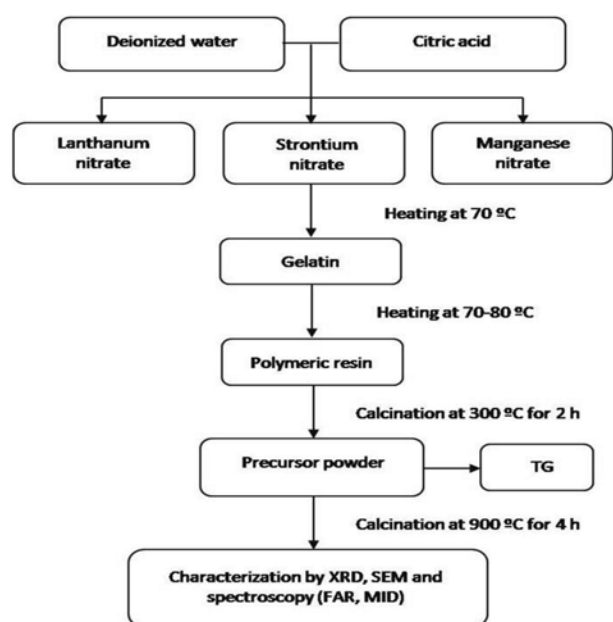 Deionized water
Citric acid
Lanthanum
nitrate
Strontium
nitrate
Manganese
nitrate
Heating at 70 ºC
Gelatin
Heating at 70-80 ºC
Polymeric resin
Calcination at 300 ºC for 2 h
Precursor powder
TG
Calcination at 900 ºC for 4 h
Characterization by XRD, SEM and
spectroscopy (FAR, MID)